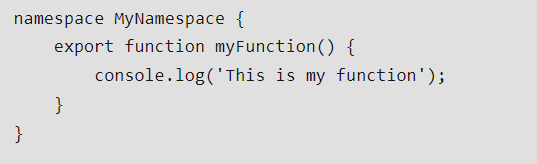 namespace MyNamespace {
    export function myFunction() {
        console.log('This is my function');
    }
}